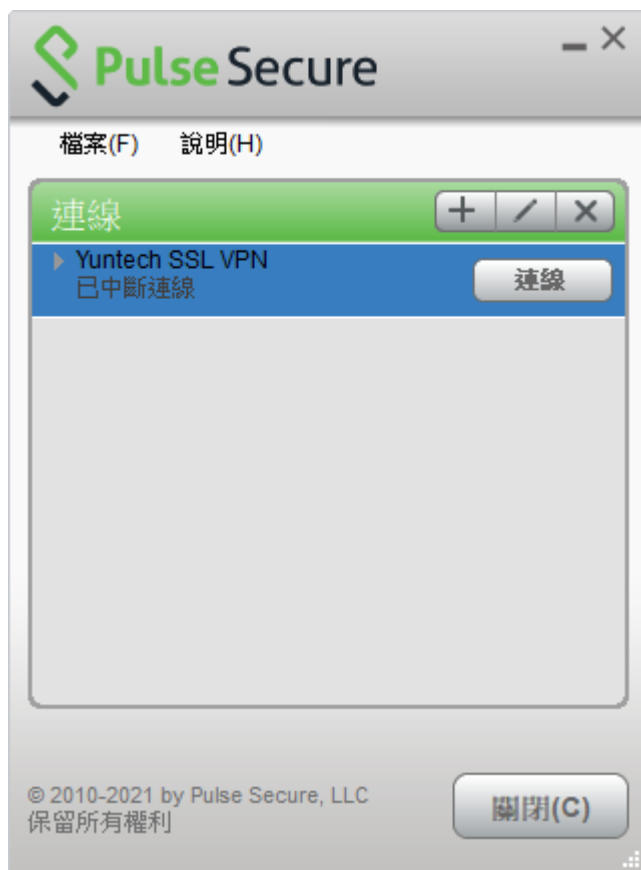 Pulse Secure
檔案(F) 說明(H)
連線
Yuntech SSL VPN
連線
已中斷連線
© 2010-2021 by Pulse Secure, LLC
保留所有權利
關閉(C)